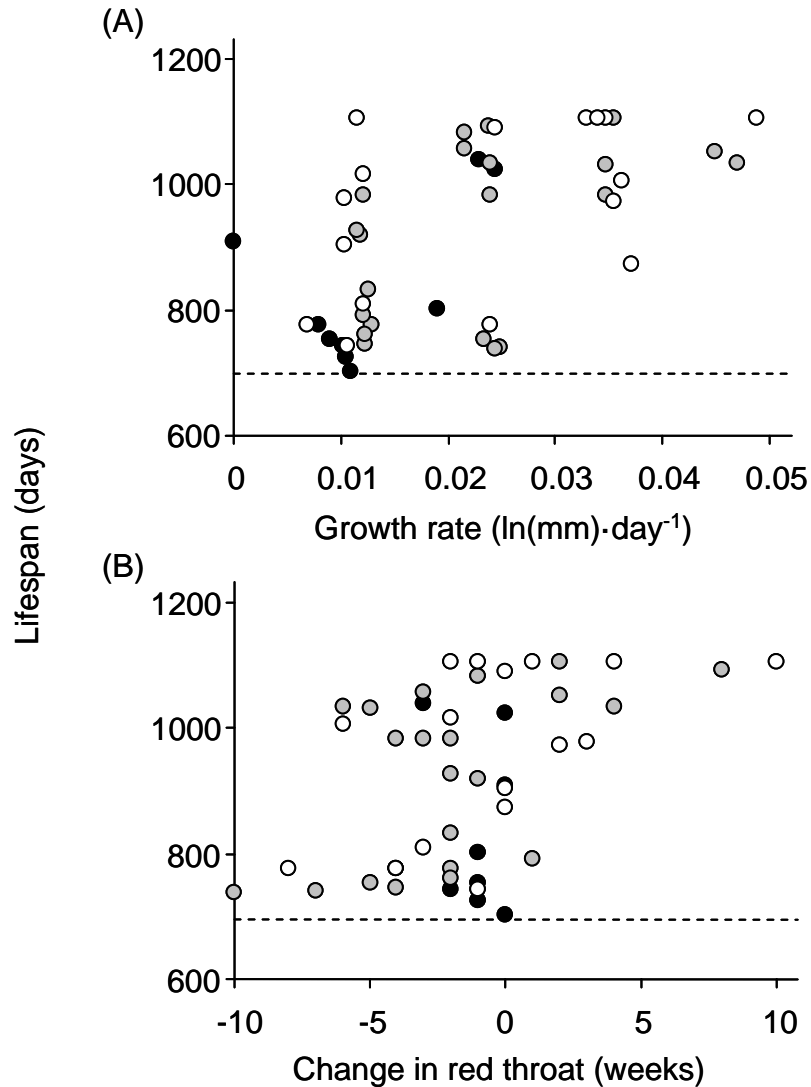 (A)
1200
1000
800
600
0 0.01 0.02 0.03 0.04 0.05
Growth rate (ln(mm)·day⁻¹)
Lifespan (days)
(B)
1200
1000
800
600
-10 -5 0 5 10
Change in red throat (weeks)